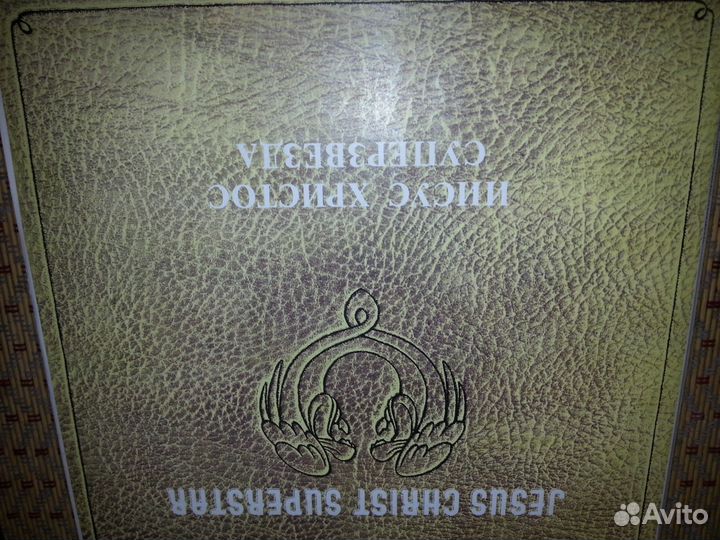 JESUS CHRIST SUPERSTAR
ИИСУС ХРИСТОС
СУПЕРЗВЕЗДА
Avito